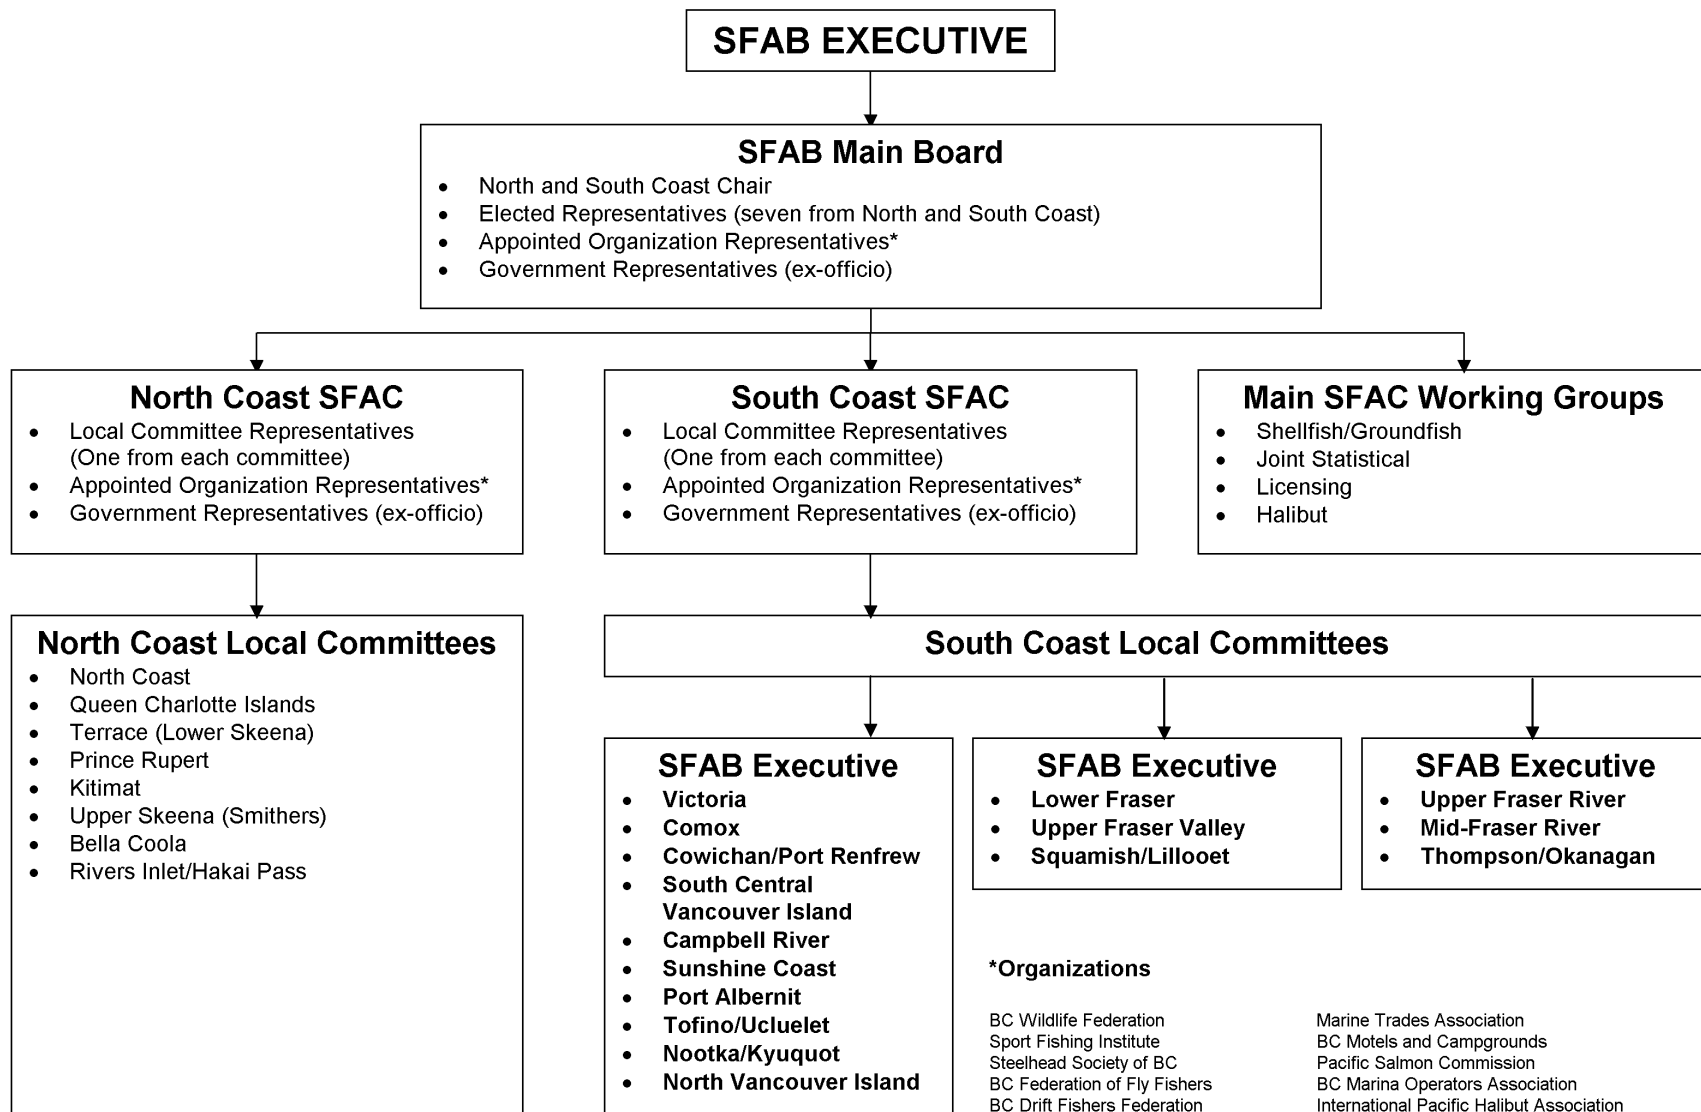 SFAB EXECUTIVE
SFAB Main Board
• North and South Coast Chair
• Elected Representatives (seven from North and South Coast)
• Appointed Organization Representatives*
• Government Representatives (ex-officio)
North Coast SFAC
• Local Committee Representatives
(One from each committee)
• Appointed Organization Representatives*
• Government Representatives (ex-officio)
South Coast SFAC
• Local Committee Representatives
(One from each committee)
• Appointed Organization Representatives*
• Government Representatives (ex-officio)
Main SFAC Working Groups
• Shellfish/Groundfish
• Joint Statistical
• Licensing
• Halibut
North Coast Local Committees
• North Coast
• Queen Charlotte Islands
• Terrace (Lower Skeena)
• Prince Rupert
• Kitimat
• Upper Skeena (Smithers)
• Bella Coola
• Rivers Inlet/Hakai Pass
South Coast Local Committees
SFAB Executive
• Victoria
• Comox
• Cowichan/Port Renfrew
• South Central
Vancouver Island
• Campbell River
• Sunshine Coast
• Port Albernit
• Tofino/Ucluelet
• Nootka/Kyuquot
• North Vancouver Island
SFAB Executive
• Lower Fraser
• Upper Fraser Valley
• Squamish/Lillooet
SFAB Executive
• Upper Fraser River
• Mid-Fraser River
• Thompson/Okanagan
*Organizations
BC Wildlife Federation
Sport Fishing Institute
Steelhead Society of BC
BC Federation of Fly Fishers
BC Drift Fishers Federation
Marine Trades Association
BC Motels and Campgrounds
Pacific Salmon Commission
BC Marina Operators Association
International Pacific Halibut Association